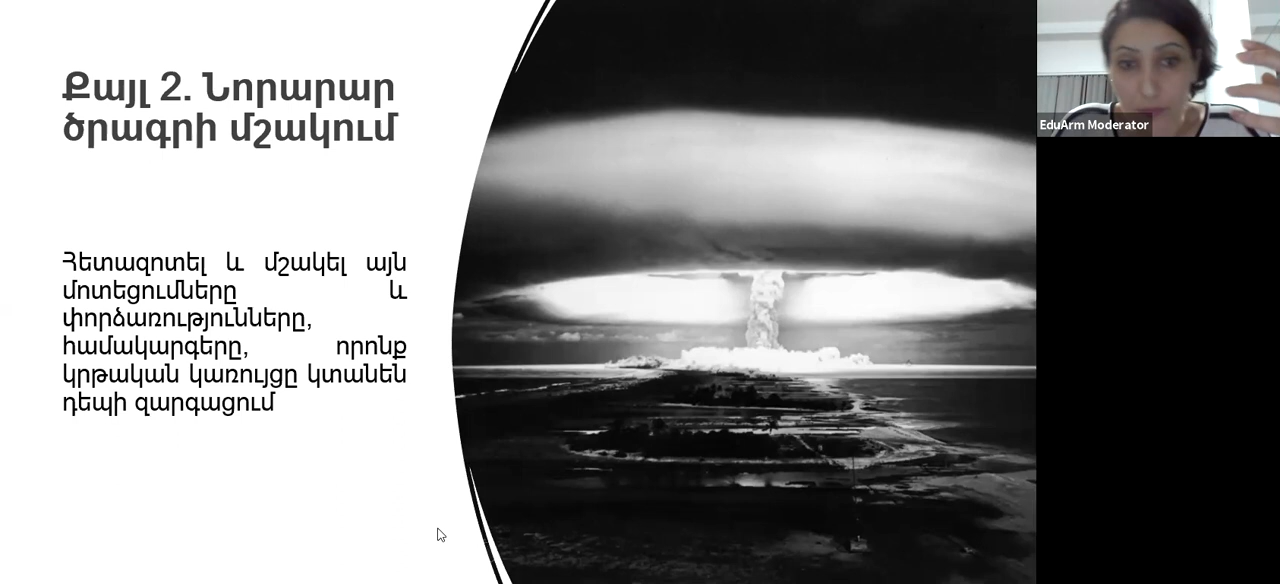 Քայլ 2. Նորարար
ծրագրի մշակում
Հետազոտել և մշակել այն
մոտեցումները և
փորձառությունները,
համակարգերը, որոնք
կրթական կառույցը կտանեն
դեպի զարգացում
EduArm Moderator